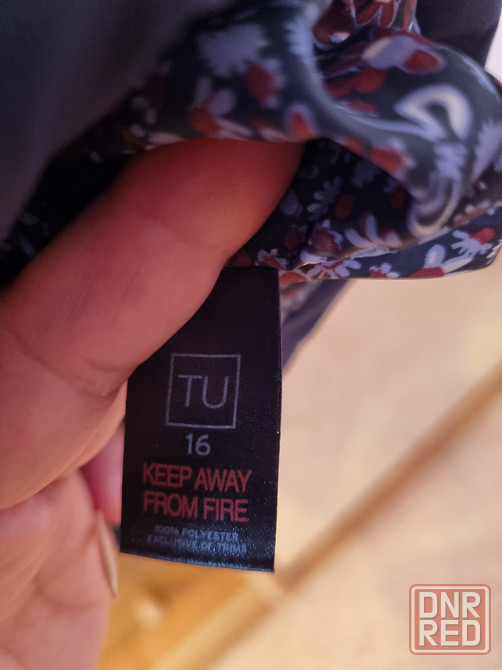 TU
16
KEEP AWAY
FROM FIRE
100% POLYESTER
EXCLUSIVE OF TRIMS
DNR
RED